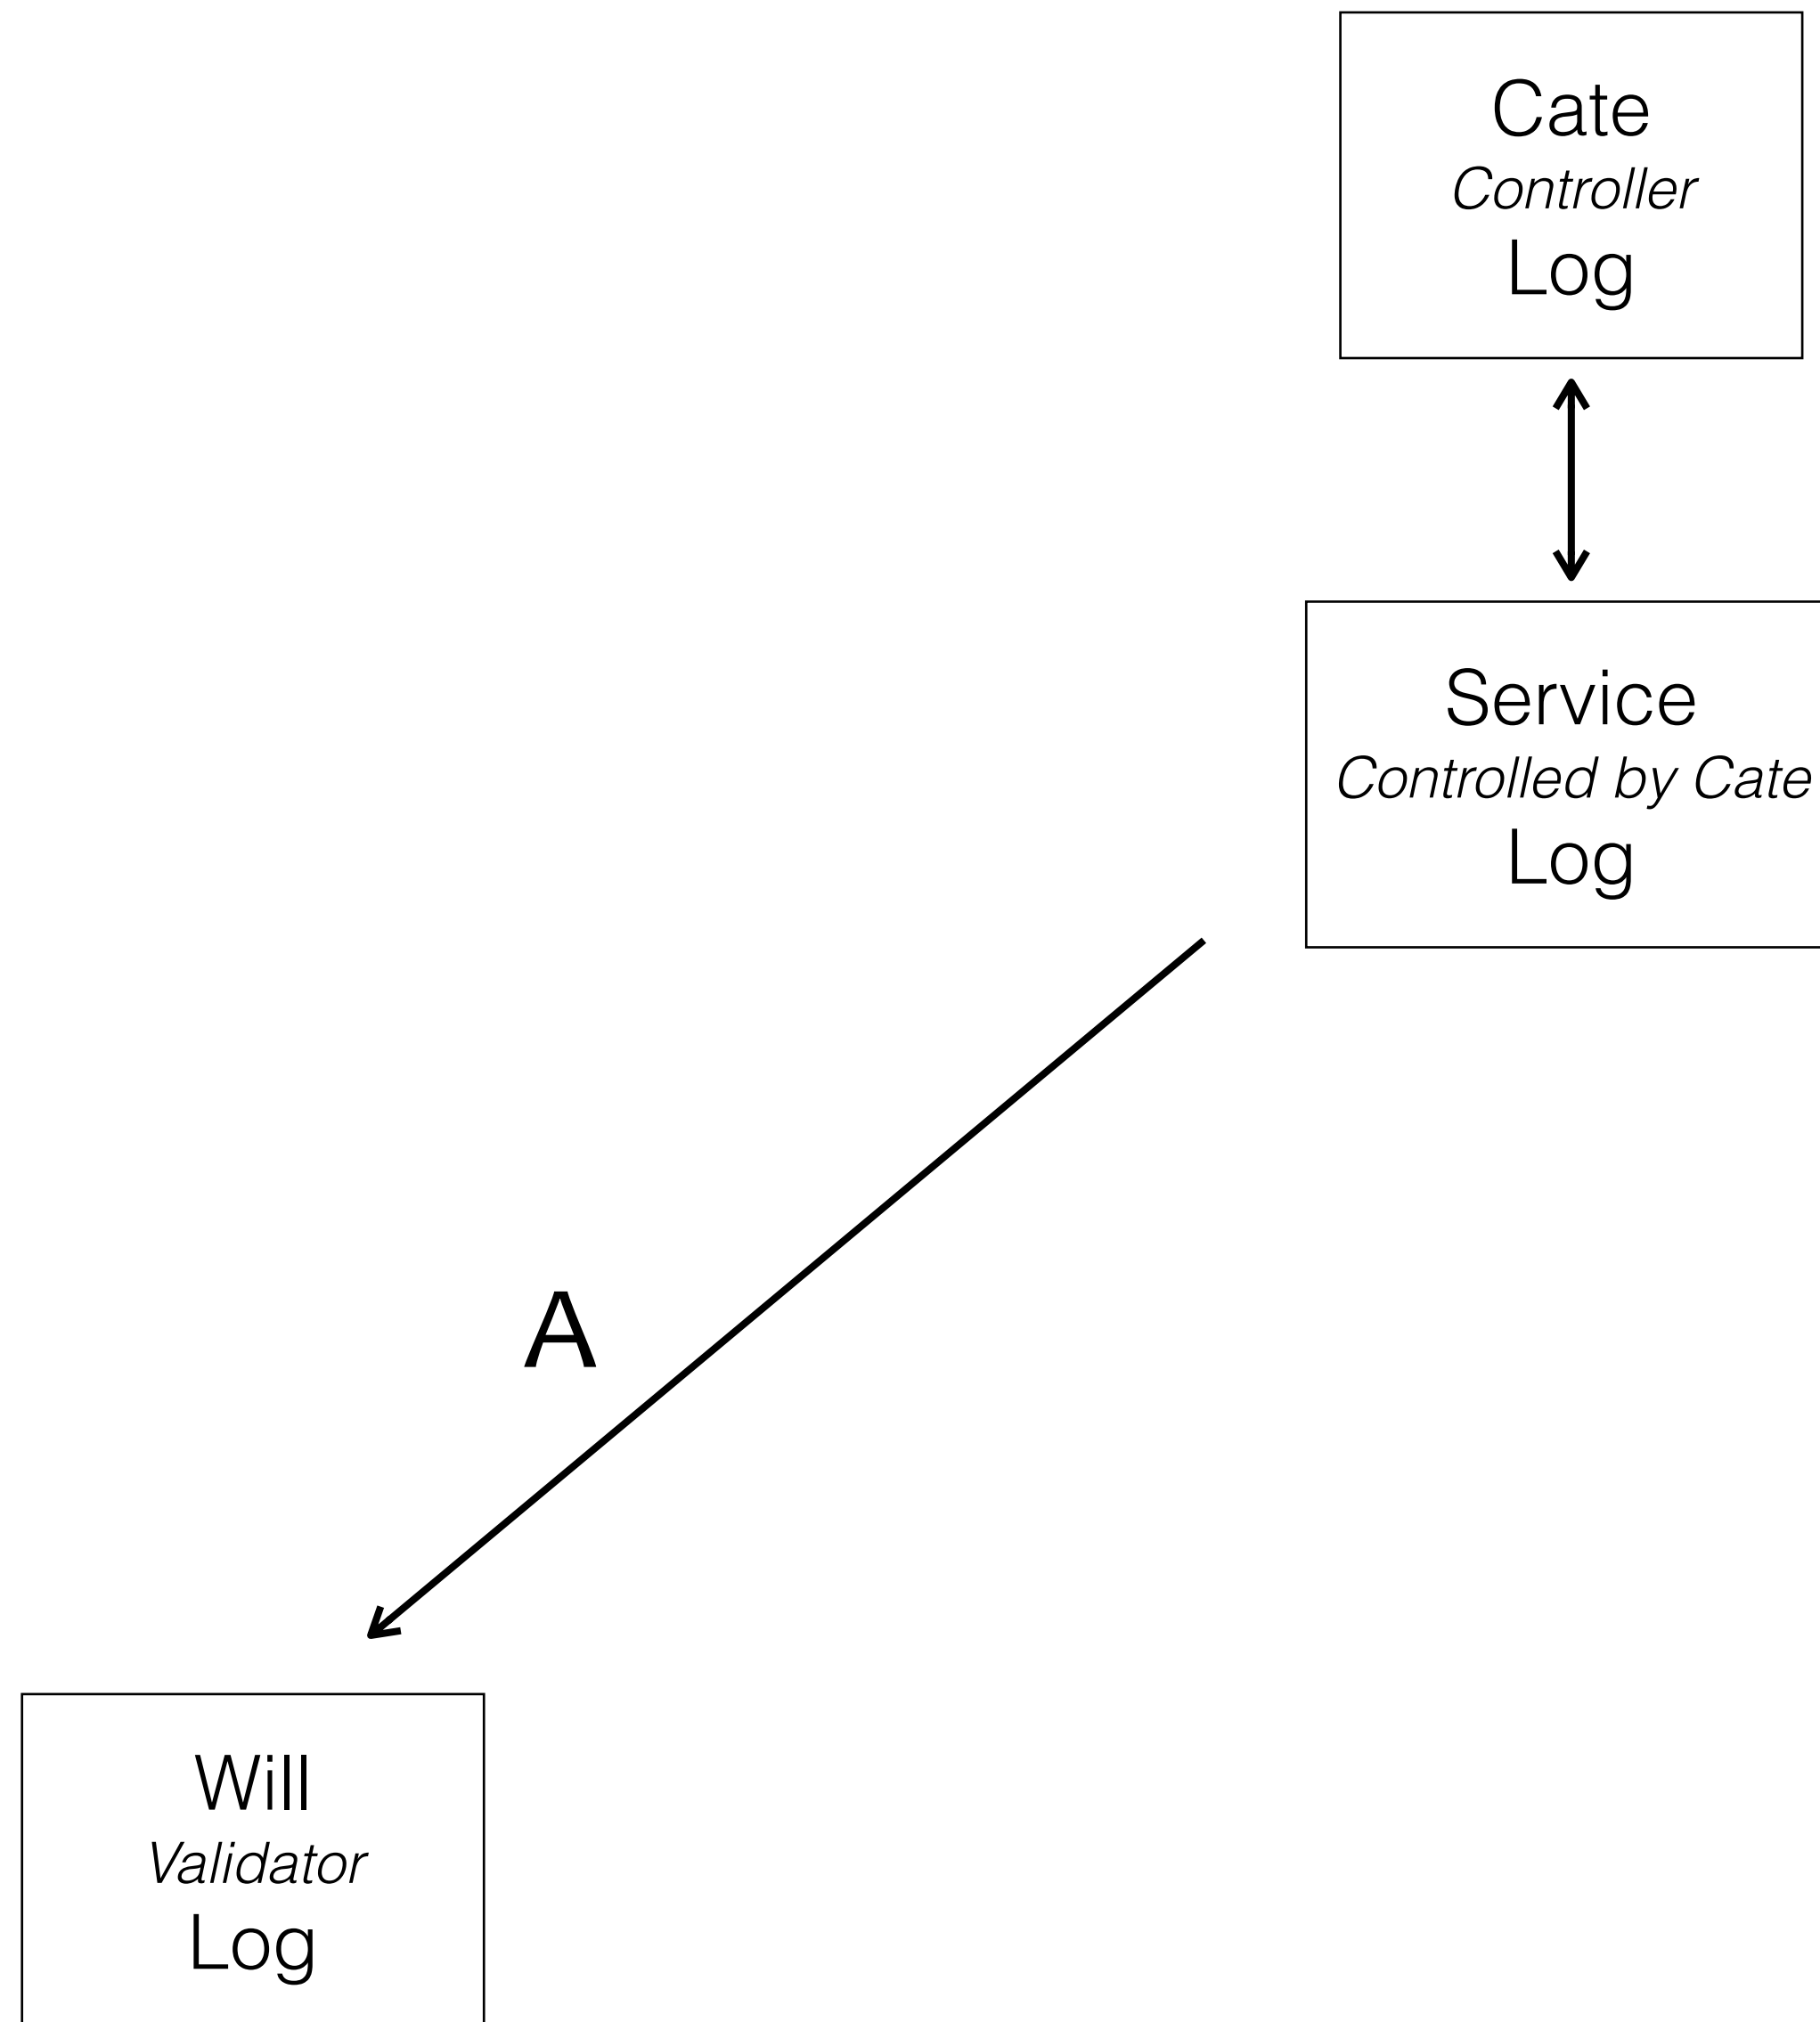 Cate
Controller
Log
Service
Controlled by Cate
Log
A
Will
Validator
Log